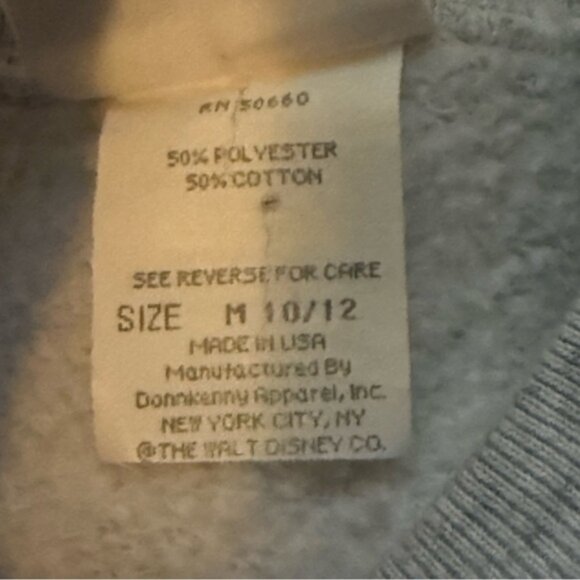 RN 50660
50% POLYESTER
50% COTTON
SEE REVERSE FOR CARE
SIZE M 10/12
MADE IN USA
Manufactured By
Donnkenny Apparel, Inc.
NEW YORK CITY, NY
©THE WALT DISNEY CO.